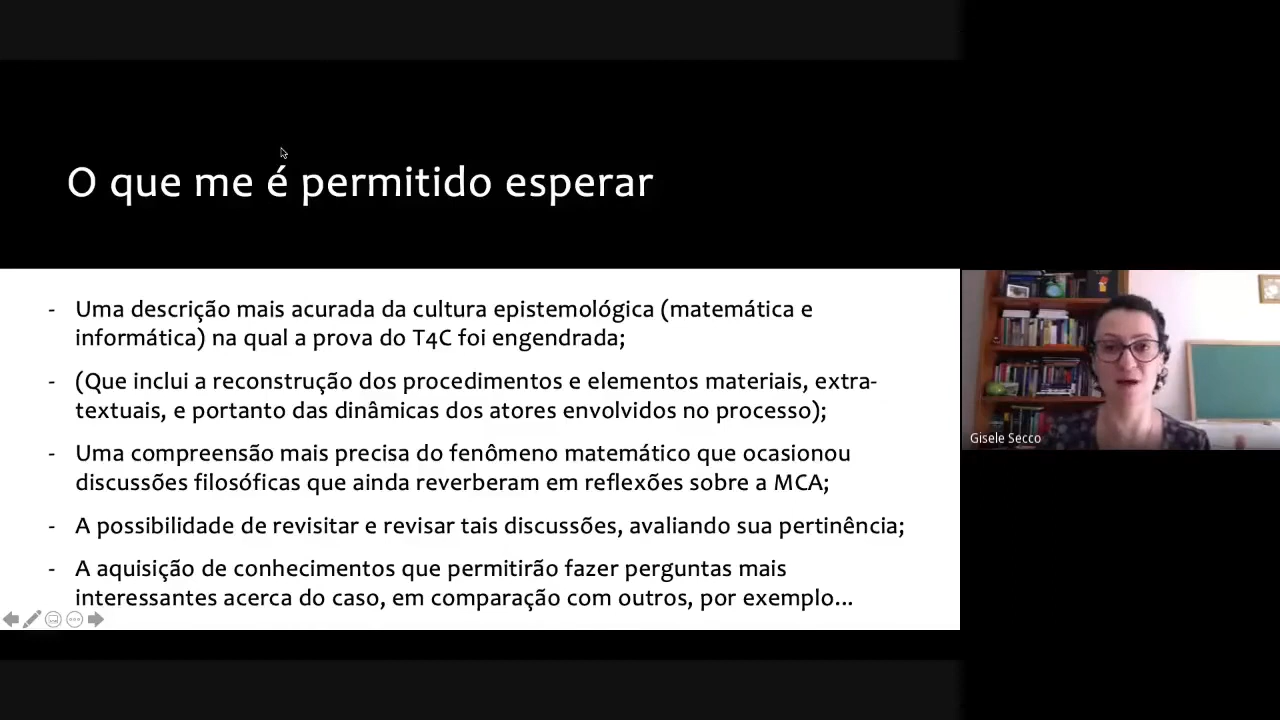 O que me é permitido esperar
- Uma descrição mais acurada da cultura epistemológica (matemática e
informática) na qual a prova do T4C foi engendrada;
- (Que inclui a reconstrução dos procedimentos e elementos materiais, extra-
textuais, e portanto das dinâmicas dos atores envolvidos no processo);
- Uma compreensão mais precisa do fenômeno matemático que ocasionou
discussões filosóficas que ainda reverberam em reflexões sobre a MCA;
- A possibilidade de revisitar e revisar tais discussões, avaliando sua pertinência;
- A aquisição de conhecimentos que permitirão fazer perguntas mais
interessantes acerca do caso, em comparação com outros, por exemplo...
Gisele Secco